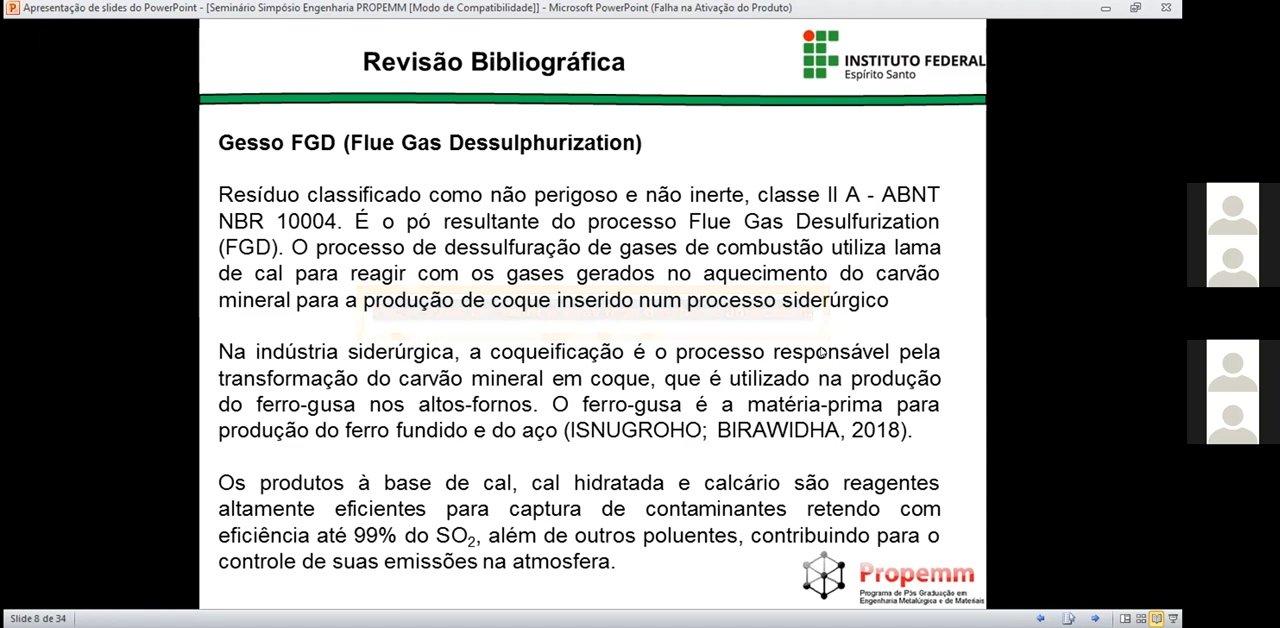 Apresentação de slides do PowerPoint - [Seminário Simpósio Engenharia PROPEMM [Modo de Compatibilidade]] - Microsoft PowerPoint (Falha na Ativação do Produto)
Revisão Bibliográfica
INSTITUTO FEDERAL
Espírito Santo
Gesso FGD (Flue Gas Dessulphurization)
Resíduo classificado como não perigoso e não inerte, classe II A - ABNT
NBR 10004. É o pó resultante do processo Flue Gas Desulfurization
(FGD). O processo de dessulfuração de gases de combustão utiliza lama
de cal para reagir com os gases gerados no aquecimento do carvão
mineral para a produção de coque inserido num processo siderúrgico
Na indústria siderúrgica, a coqueificação é o processo responsável pela
transformação do carvão mineral em coque, que é utilizado na produção
do ferro-gusa nos altos-fornos. O ferro-gusa é a matéria-prima para
produção do ferro fundido e do aço (ISNUGROHO; BIRAWIDHA, 2018).
Os produtos à base de cal, cal hidratada e calcário são reagentes
altamente eficientes para captura de contaminantes retendo com
eficiência até 99% do SO₂, além de outros poluentes, contribuindo para o
controle de suas emissões na atmosfera.
Propemm
Programa de Pós Graduação em
Engenharia Metalúrgica e de Materiais
Slide 8 de 34